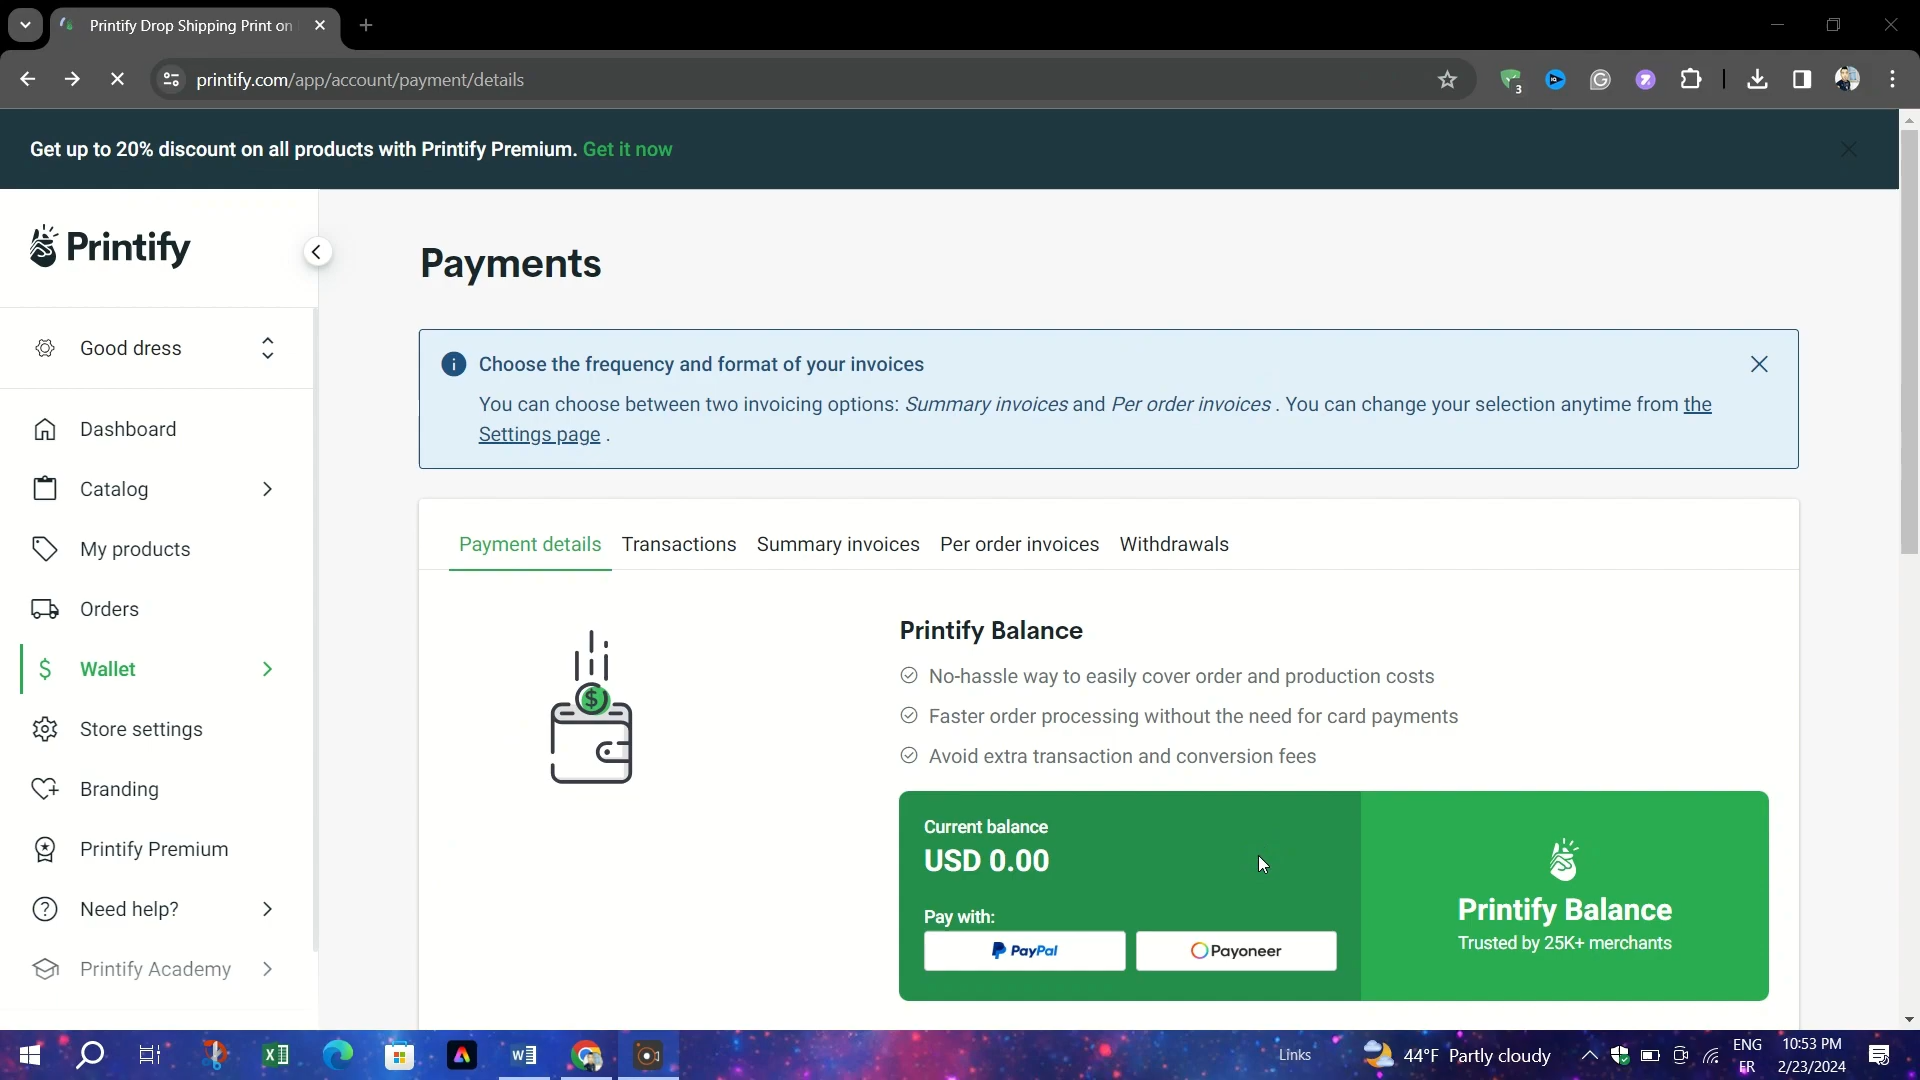 Printify Drop Shipping Print on
printify.com/app/account/payment/details
3
Get up to 20% discount on all products with Printify Premium. Get it now
Printify
Good dress
Dashboard
Catalog
My products
Orders
Wallet
Store settings
Branding
Printify Premium
Need help?
Printify Academy
Payments
Choose the frequency and format of your invoices
You can choose between two invoicing options: Summary invoices and Per order invoices . You can change your selection anytime from the
Settings page .
Payment details Transactions Summary invoices Per order invoices Withdrawals
Printify Balance
No-hassle way to easily cover order and production costs
Faster order processing without the need for card payments
Avoid extra transaction and conversion fees
Current balance
USD 0.00
Pay with:
PayPal
Payoneer
Printify Balance
Trusted by 25K+ merchants
Links
44°F Partly cloudy
ENG
FR
10:53 PM
2/23/2024